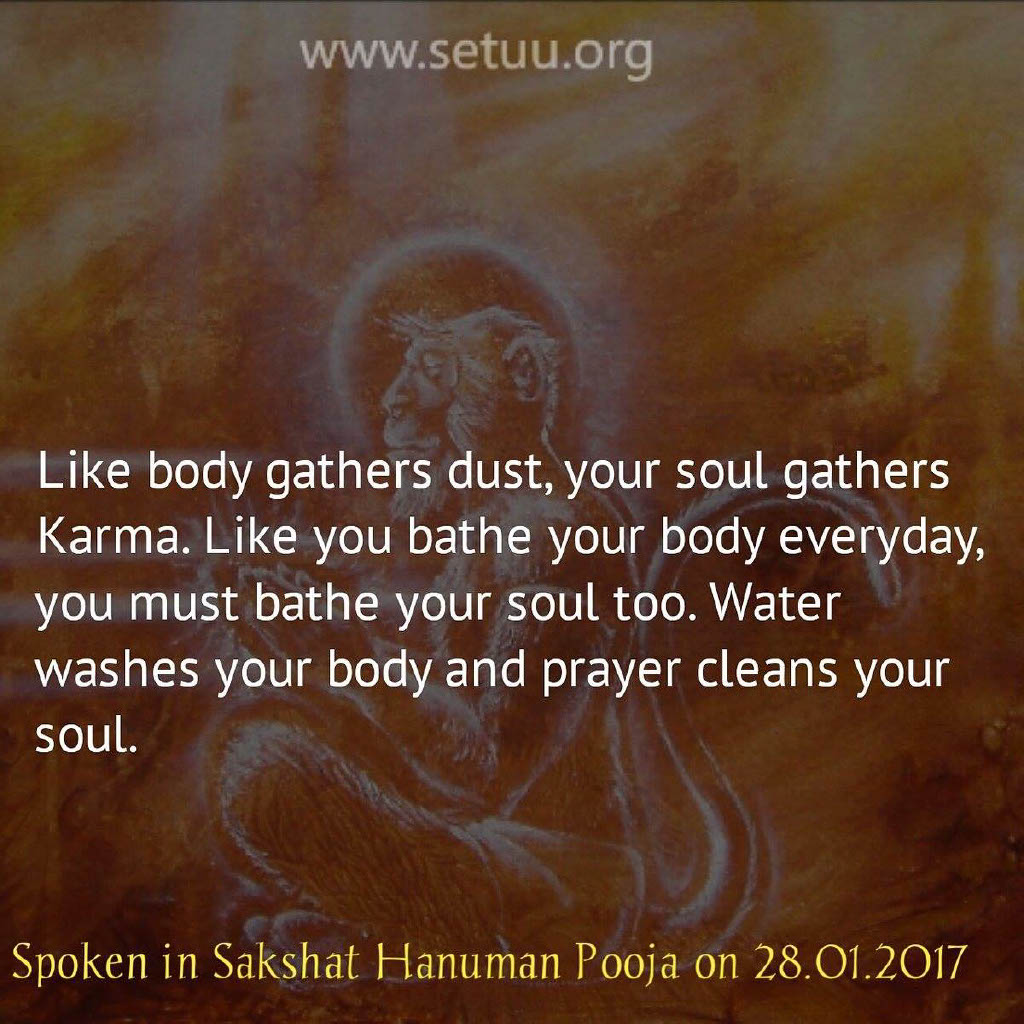 www.setuu.org
Like body gathers dust, your soul gathers
Karma. Like you bathe your body everyday,
you must bathe your soul too. Water
washes your body and prayer cleans your
soul.
Spoken in Sakshat Hanuman Pooja on 28.01.2017